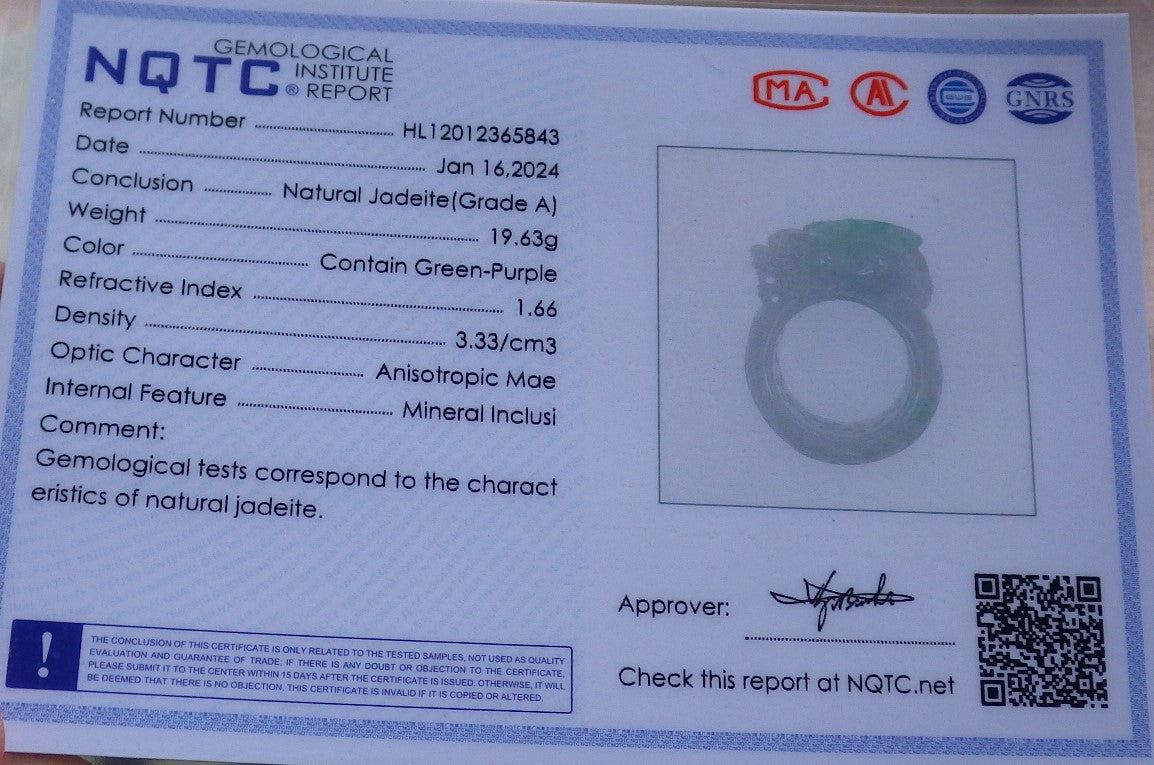 NQTC® GEMOLOGICAL INSTITUTE REPORT
MA
AL
GNRS
Report Number HL12012365843
Date Jan 16,2024
Conclusion Natural Jadeite(Grade A)
Weight 19.63g
Color Contain Green-Purple
Refractive Index 1.66
Density 3.33/cm3
Optic Character Anisotropic Mae
Internal Feature Mineral Inclusi
Comment:
Gemological tests correspond to the charact
eristics of natural jadeite.
Approver:
Check this report at NQTC.net
!
THE CONCLUSION OF THIS CERTIFICATE IS ONLY RELATED TO THE TESTED SAMPLES, NOT USED AS QUALITY
EVALUATION AND GUARANTEE OF TRADE; IF THERE IS ANY DOUBT OR OBJECTION TO THE CERTIFICATE,
PLEASE SUBMIT IT TO THE CENTER WITHIN 15 DAYS AFTER THE CERTIFICATE IS ISSUED. OTHERWISE, IT WILL
BE DEEMED THAT THERE IS NO OBJECTION. THIS CERTIFICATE IS INVALID IF IT IS COPIED OR ALTERED.